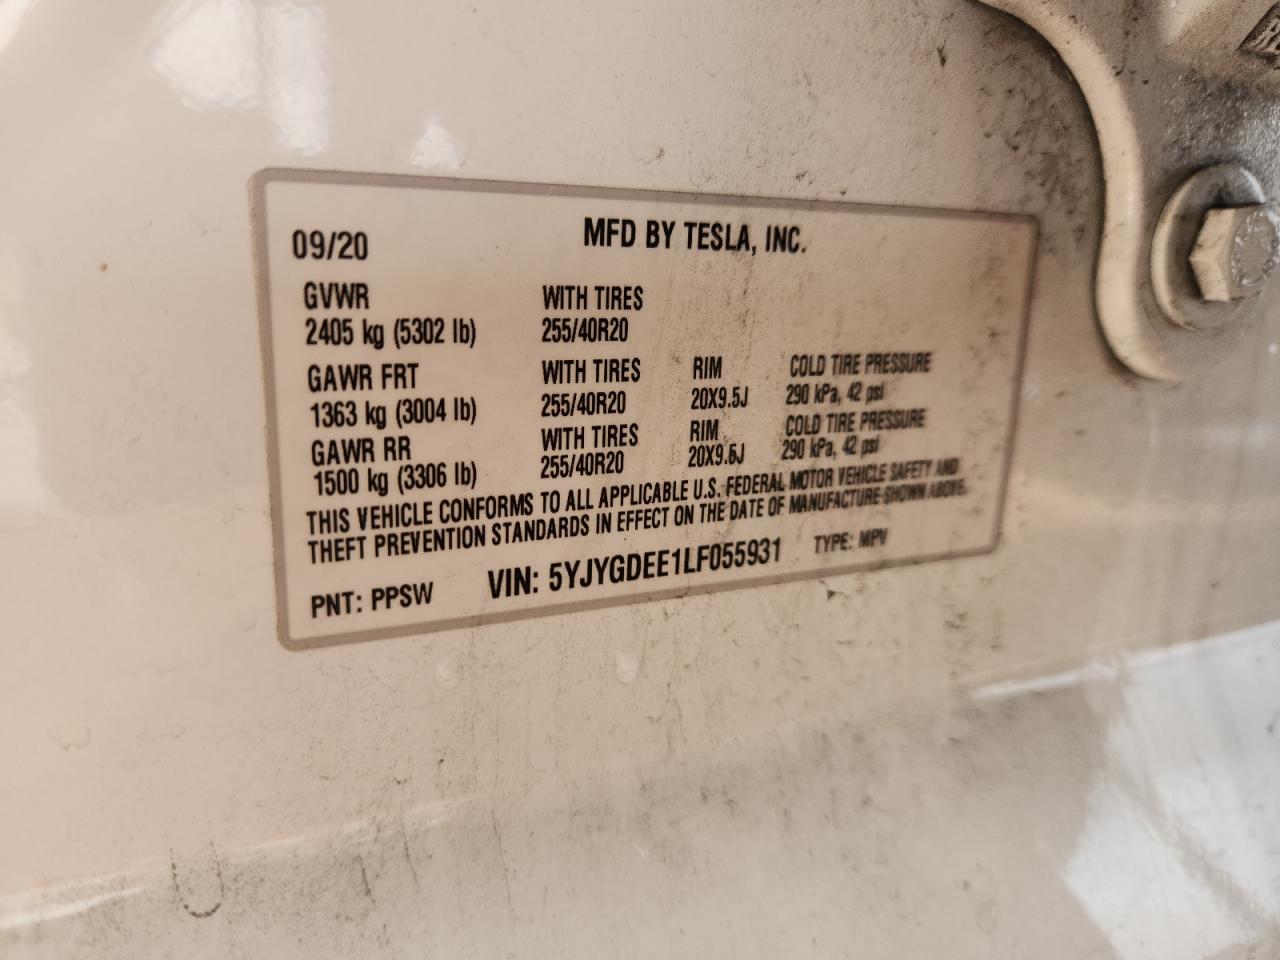 09/20 MFD BY TESLA, INC.
GVWR WITH TIRES
2405 kg (5302 lb) 255/40R20
GAWR FRT WITH TIRES RIM COLD TIRE PRESSURE
1363 kg (3004 lb) 255/40R20 20X9.5J 290 kPa, 42 psi
GAWR RR WITH TIRES RIM COLD TIRE PRESSURE
1500 kg (3306 lb) 255/40R20 20X9.5J 290 kPa, 42 psi
THIS VEHICLE CONFORMS TO ALL APPLICABLE U.S. FEDERAL MOTOR VEHICLE SAFETY AND
THEFT PREVENTION STANDARDS IN EFFECT ON THE DATE OF MANUFACTURE SHOWN ABOVE.
PNT: PPSW VIN: 5YJYGDEE1LF055931 TYPE: MPV